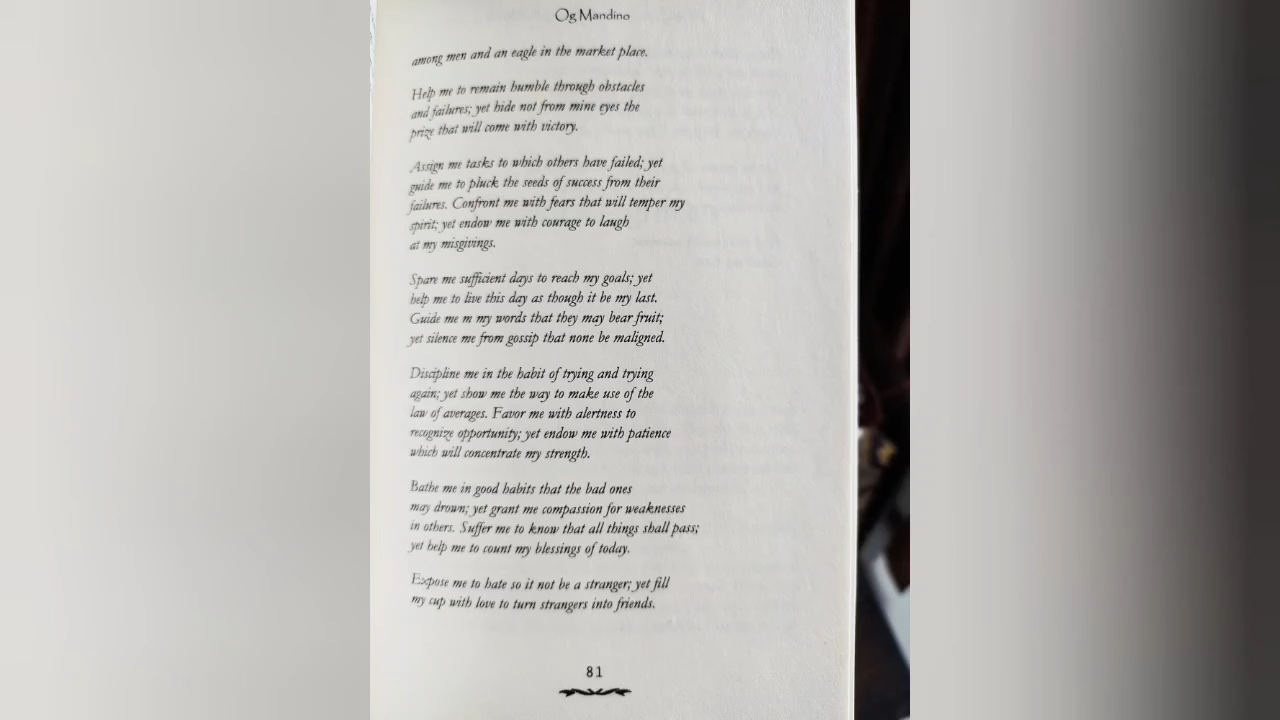 Og Mandino
among men and an eagle in the market place.
Help me to remain humble through obstacles
and failures; yet hide not from mine eyes the
prize that will come with victory.
Assign me tasks to which others have failed; yet
guide me to pluck the seeds of success from their
failures. Confront me with fears that will temper my
spirit; yet endow me with courage to laugh
at my misgivings.
Spare me sufficient days to reach my goals; yet
help me to live this day as though it be my last.
Guide me m my words that they may bear fruit;
yet silence me from gossip that none be maligned.
Discipline me in the habit of trying and trying
again; yet show me the way to make use of the
law of averages. Favor me with alertness to
recognize opportunity; yet endow me with patience
which will concentrate my strength.
Bathe me in good habits that the bad ones
may drown; yet grant me compassion for weaknesses
in others. Suffer me to know that all things shall pass;
yet help me to count my blessings of today.
Expose me to hate so it not be a stranger; yet fill
my cup with love to turn strangers into friends.
81